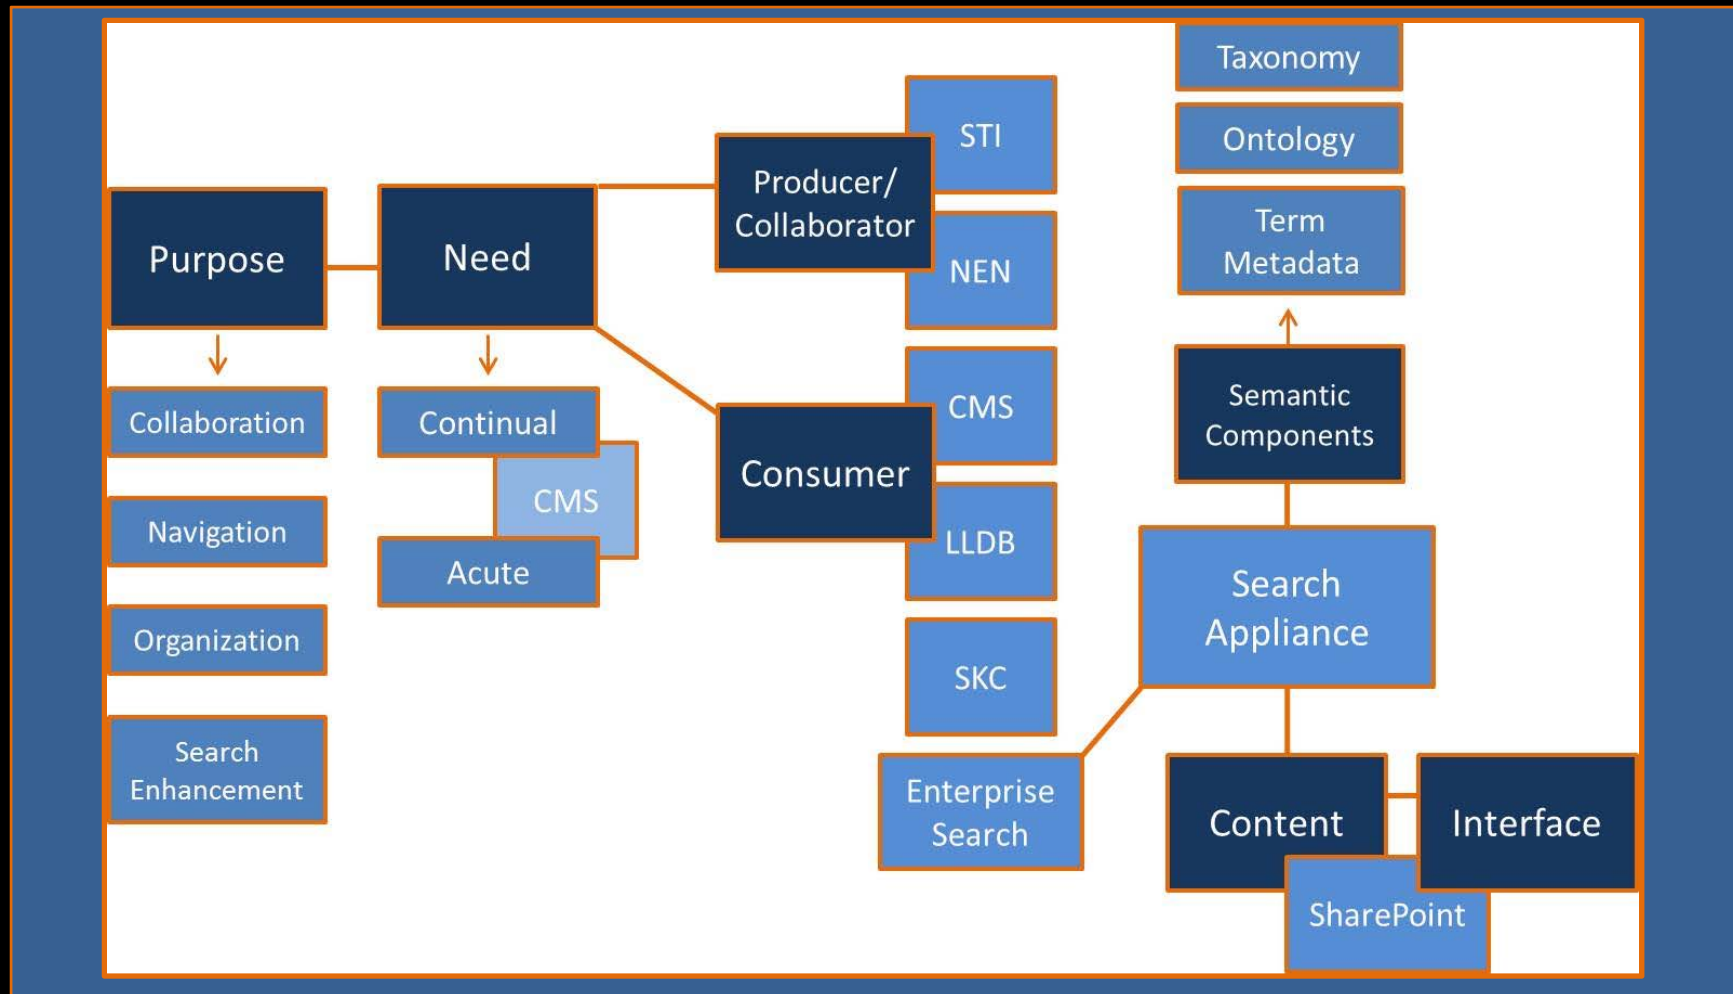 Purpose
Collaboration
Navigation
Organization
Search
Enhancement
Need
Continual
CMS
Acute
Producer/
Collaborator
Consumer
STI
NEN
CMS
LLDB
SKC
Enterprise
Search
Taxonomy
Ontology
Term
Metadata
Semantic
Components
Search
Appliance
Content
Interface
SharePoint